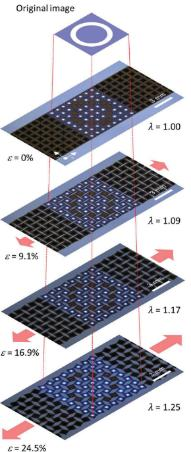 Original image
λ = 1.00
ε = 0%
λ = 1.09
ε = 9.1%
λ = 1.17
ε = 16.9%
λ = 1.25
ε = 24.5%